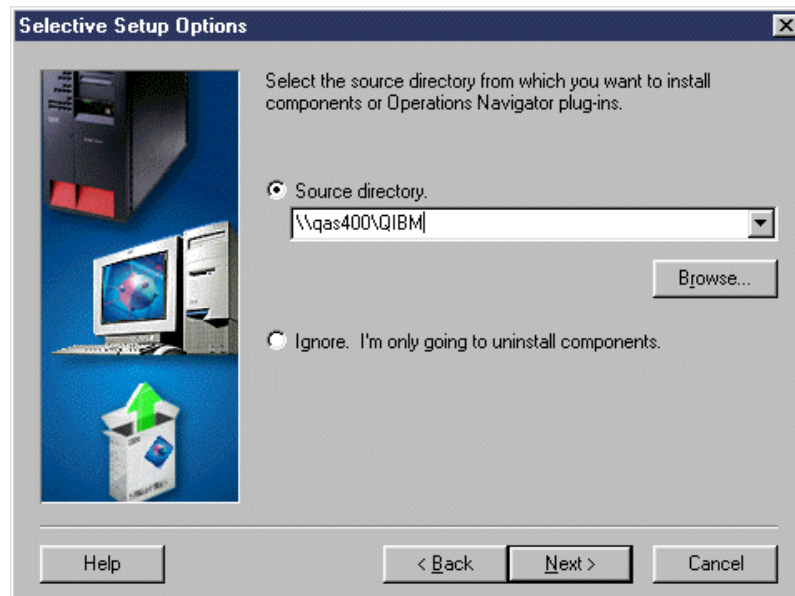 Selective Setup Options
Select the source directory from which you want to install
components or Operations Navigator plug-ins.
Source directory.
\\qas400\QIBM
Browse...
Ignore. I'm only going to uninstall components.
Help
< Back
Next >
Cancel